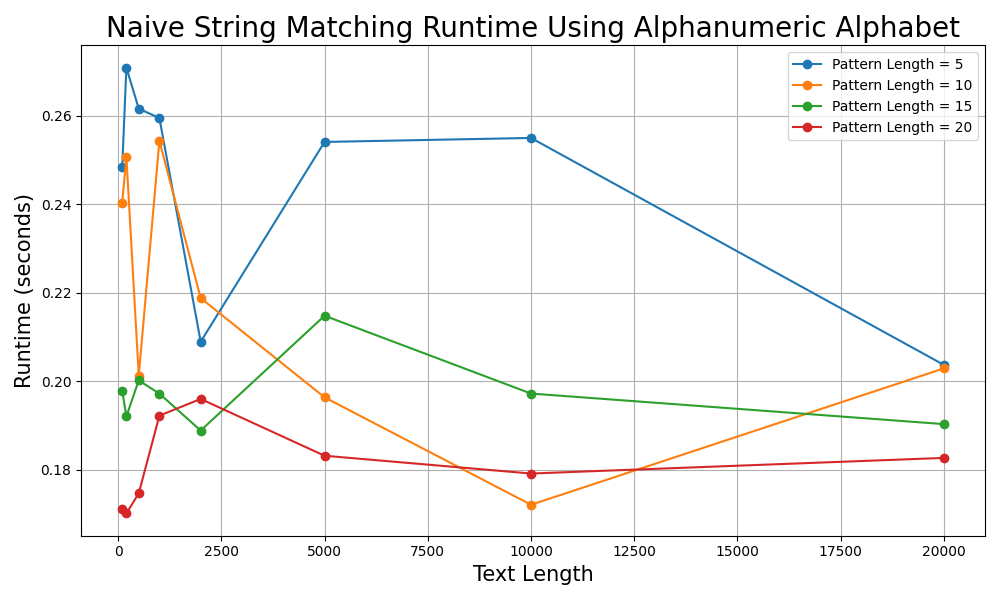 Naive String Matching Runtime Using Alphanumeric Alphabet
Pattern Length = 5
Pattern Length = 10
Pattern Length = 15
Pattern Length = 20
Runtime (seconds)
0.26
0.24
0.22
0.20
0.18
0 2500 5000 7500 10000 12500 15000 17500 20000
Text Length